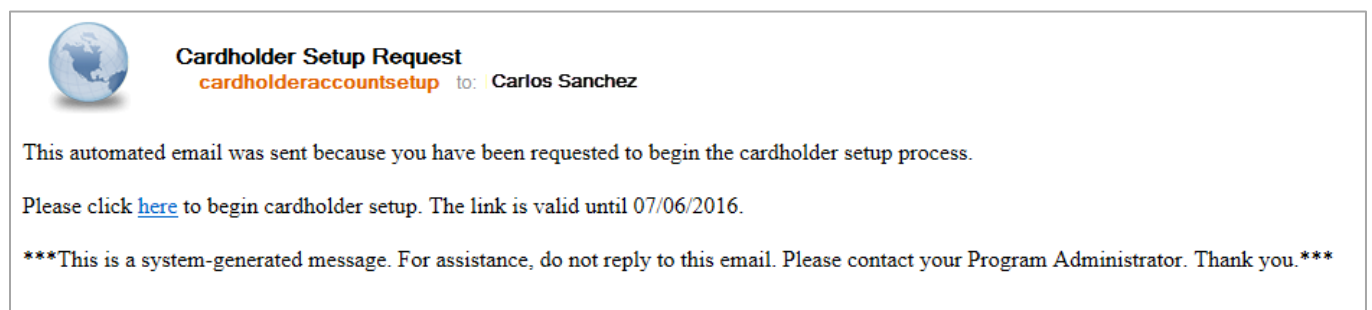 Cardholder Setup Request
cardholderaccountsetup to: Carlos Sanchez
This automated email was sent because you have been requested to begin the cardholder setup process.
Please click here to begin cardholder setup. The link is valid until 07/06/2016.
***This is a system-generated message. For assistance, do not reply to this email. Please contact your Program Administrator. Thank you.***